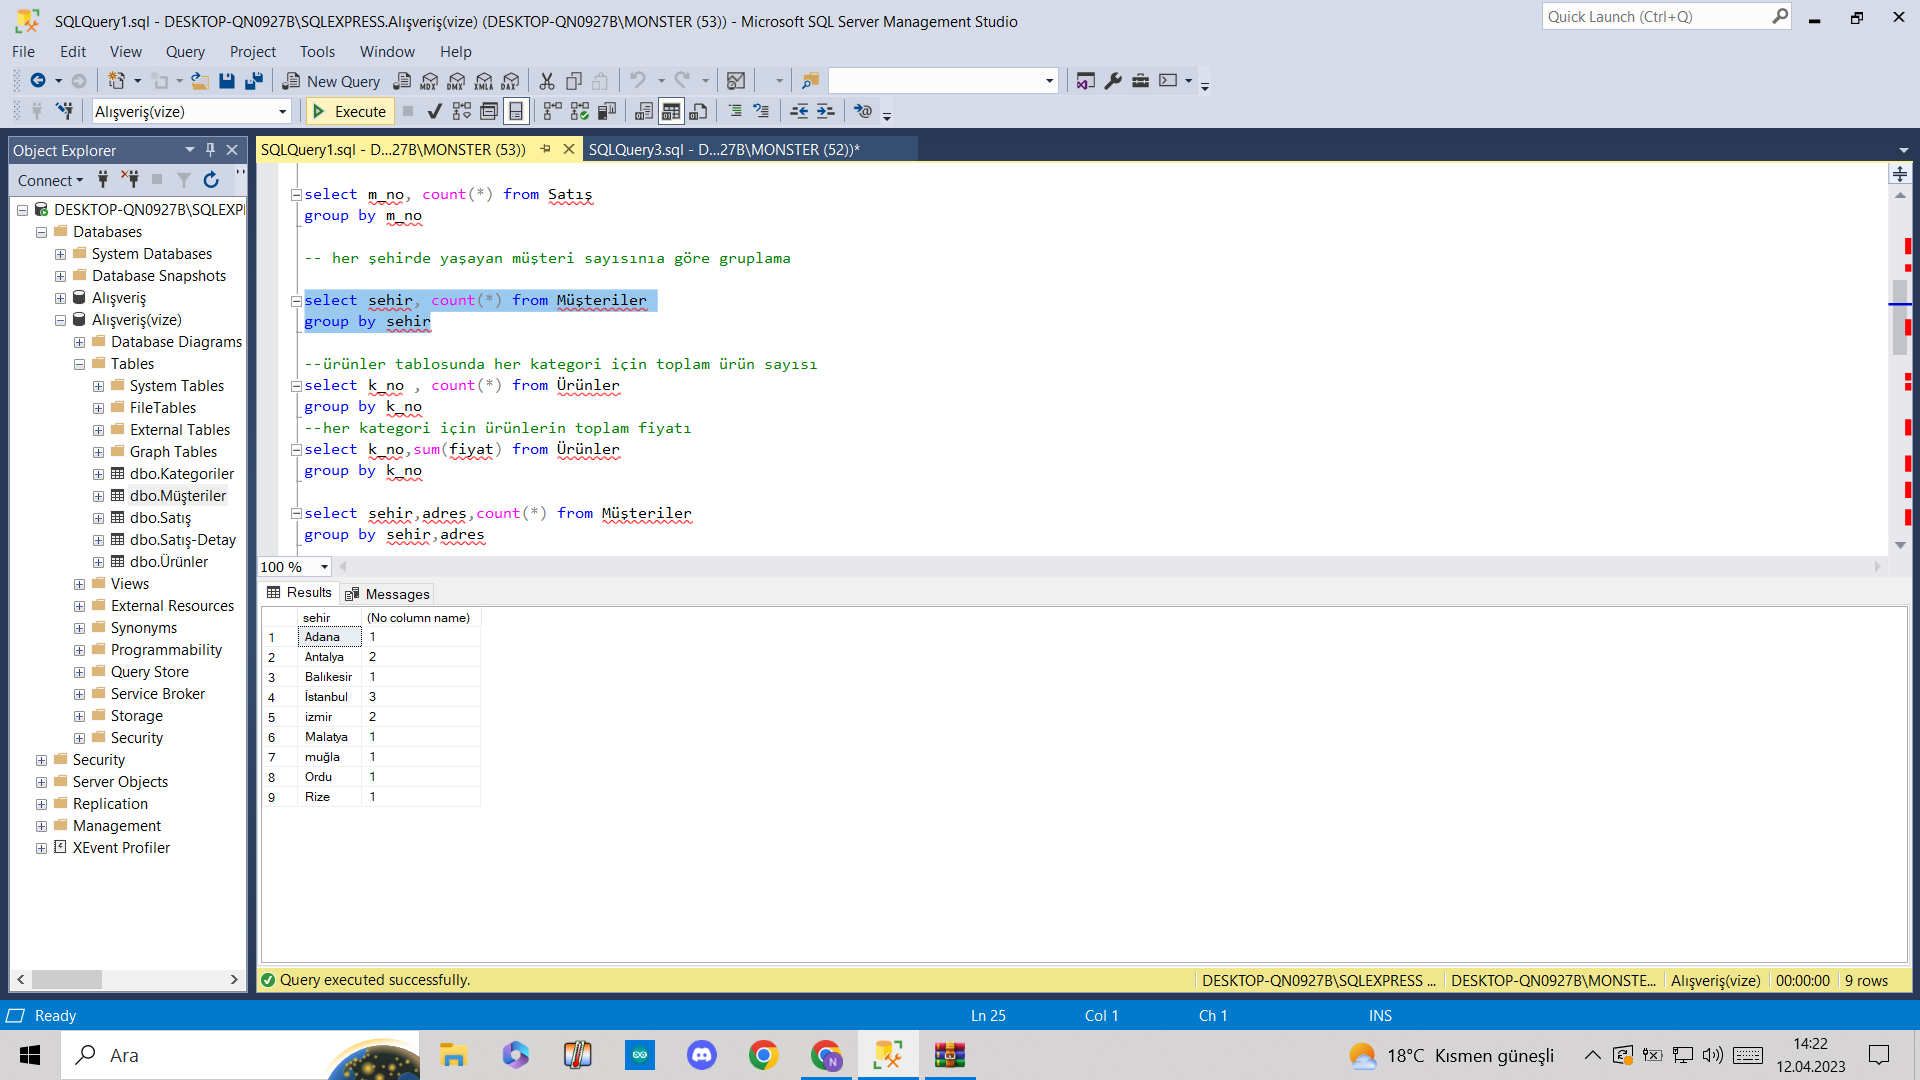 SQLQuery1.sql - DESKTOP-QN0927B\SQLEXPRESS.Alışveriş(vize) (DESKTOP-QN0927B\MONSTER (53)) - Microsoft SQL Server Management Studio
Quick Launch (Ctrl+Q)
File Edit View Query Project Tools Window Help
New Query
MDX DMX XMLA DAX
Alışveriş(vize)
Execute
Object Explorer
SQLQuery1.sql - D...27B\MONSTER (53))
SQLQuery3.sql - D...27B\MONSTER (52))*
Connect
DESKTOP-QN0927B\SQLEXPI
Databases
System Databases
Database Snapshots
Alışveriş
Alışveriş(vize)
Database Diagrams
Tables
System Tables
FileTables
External Tables
Graph Tables
dbo.Kategoriler
dbo.Müşteriler
dbo.Satış
dbo.Satış-Detay
dbo.Ürünler
Views
External Resources
Synonyms
Programmability
Query Store
Service Broker
Storage
Security
Security
Server Objects
Replication
Management
XEvent Profiler
select m_no, count(*) from Satış
group by m_no
-- her şehirde yaşayan müşteri sayısınıa göre gruplama
select sehir, count(*) from Müşteriler
group by sehir
--ürünler tablosunda her kategori için toplam ürün sayısı
select k_no , count(*) from Ürünler
group by k_no
--her kategori için ürünlerin toplam fiyatı
select k_no,sum(fiyat) from Ürünler
group by k_no
select sehir,adres,count(*) from Müşteriler
group by sehir,adres
100 %
Results Messages
sehir (No column name)
1 Adana 1
2 Antalya 2
3 Balıkesir 1
4 İstanbul 3
5 izmir 2
6 Malatya 1
7 muğla 1
8 Ordu 1
9 Rize 1
Query executed successfully.
DESKTOP-QN0927B\SQLEXPRESS ... DESKTOP-QN0927B\MONSTE... Alışveriş(vize) 00:00:00 9 rows
Ready
Ln 25 Col 1 Ch 1 INS
Ara
N
18°C Kısmen güneşli
14:22
12.04.2023